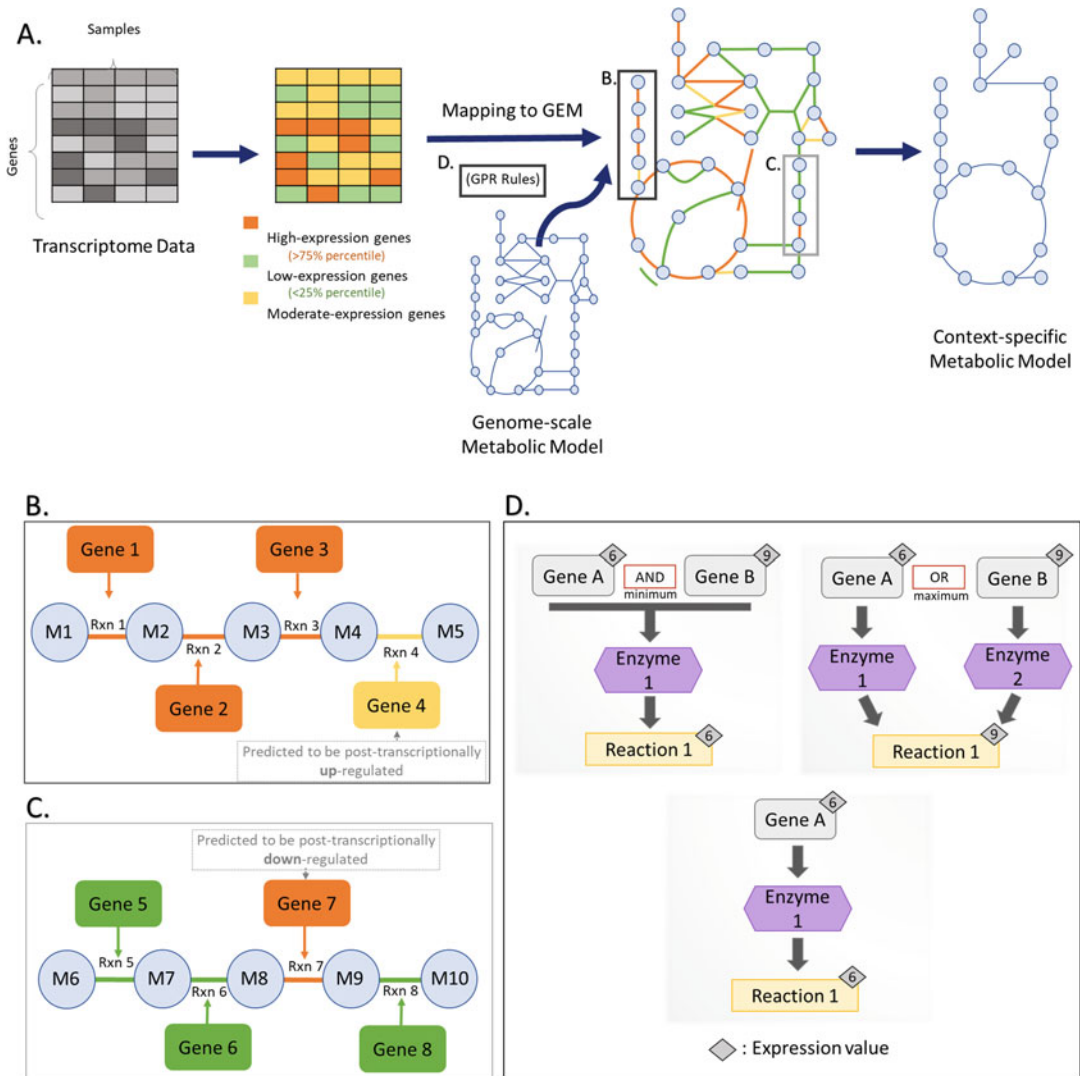 A.
Samples
Genes
Transcriptome Data
High-expression genes
(>75% percentile)
Low-expression genes
(<25% percentile)
Moderate-expression genes
Mapping to GEM
D.
(GPR Rules)
Genome-scale
Metabolic Model
B.
C.
Context-specific
Metabolic Model
B.
Gene 1
Gene 3
M1
Rxn 1
M2
Rxn 2
M3
Rxn 3
M4
Rxn 4
M5
Gene 2
Gene 4
Predicted to be post-transcriptionally
up-regulated
C.
Predicted to be post-transcriptionally
down-regulated
Gene 5
Gene 7
M6
Rxn 5
M7
Rxn 6
M8
Rxn 7
M9
Rxn 8
M10
Gene 6
Gene 8
D.
Gene A
6
AND
minimum
Gene B
9
Enzyme
1
Reaction 1
6
Gene A
6
OR
maximum
Gene B
9
Enzyme
1
Enzyme
2
Reaction 1
9
Gene A
6
Enzyme
1
Reaction 1
6
: Expression value